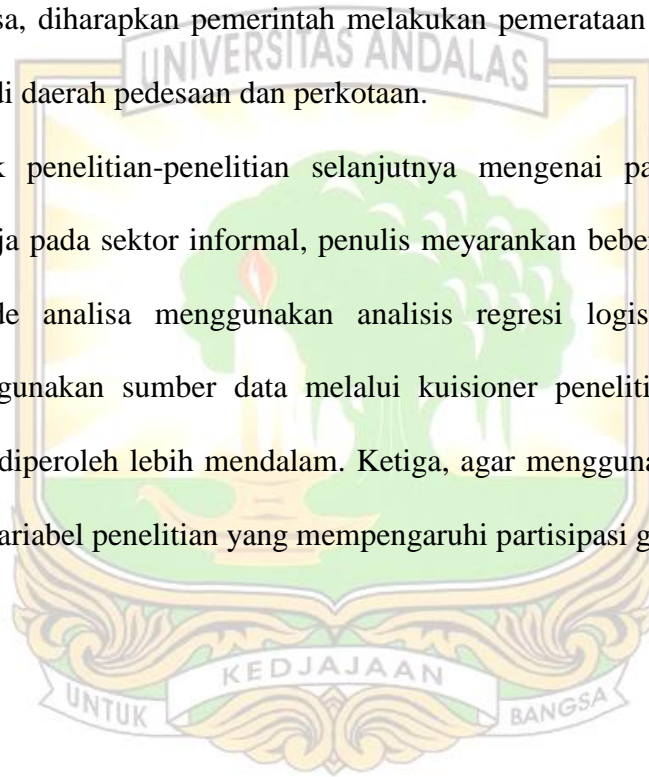 sa, diharapkan pemerintah melakukan pemerataan
UNIVERSITAS ANDALAS
di daerah pedesaan dan perkotaan.
k penelitian-penelitian selanjutnya mengenai pa
ja pada sektor informal, penulis meyarankan beber
de analisa menggunakan analisis regresi logis
gunakan sumber data melalui kuisioner peneliti
diperoleh lebih mendalam. Ketiga, agar mengguna
ariabel penelitian yang mempengaruhi partisipasi g
UNTUK KEDJAJAAN BANGSA